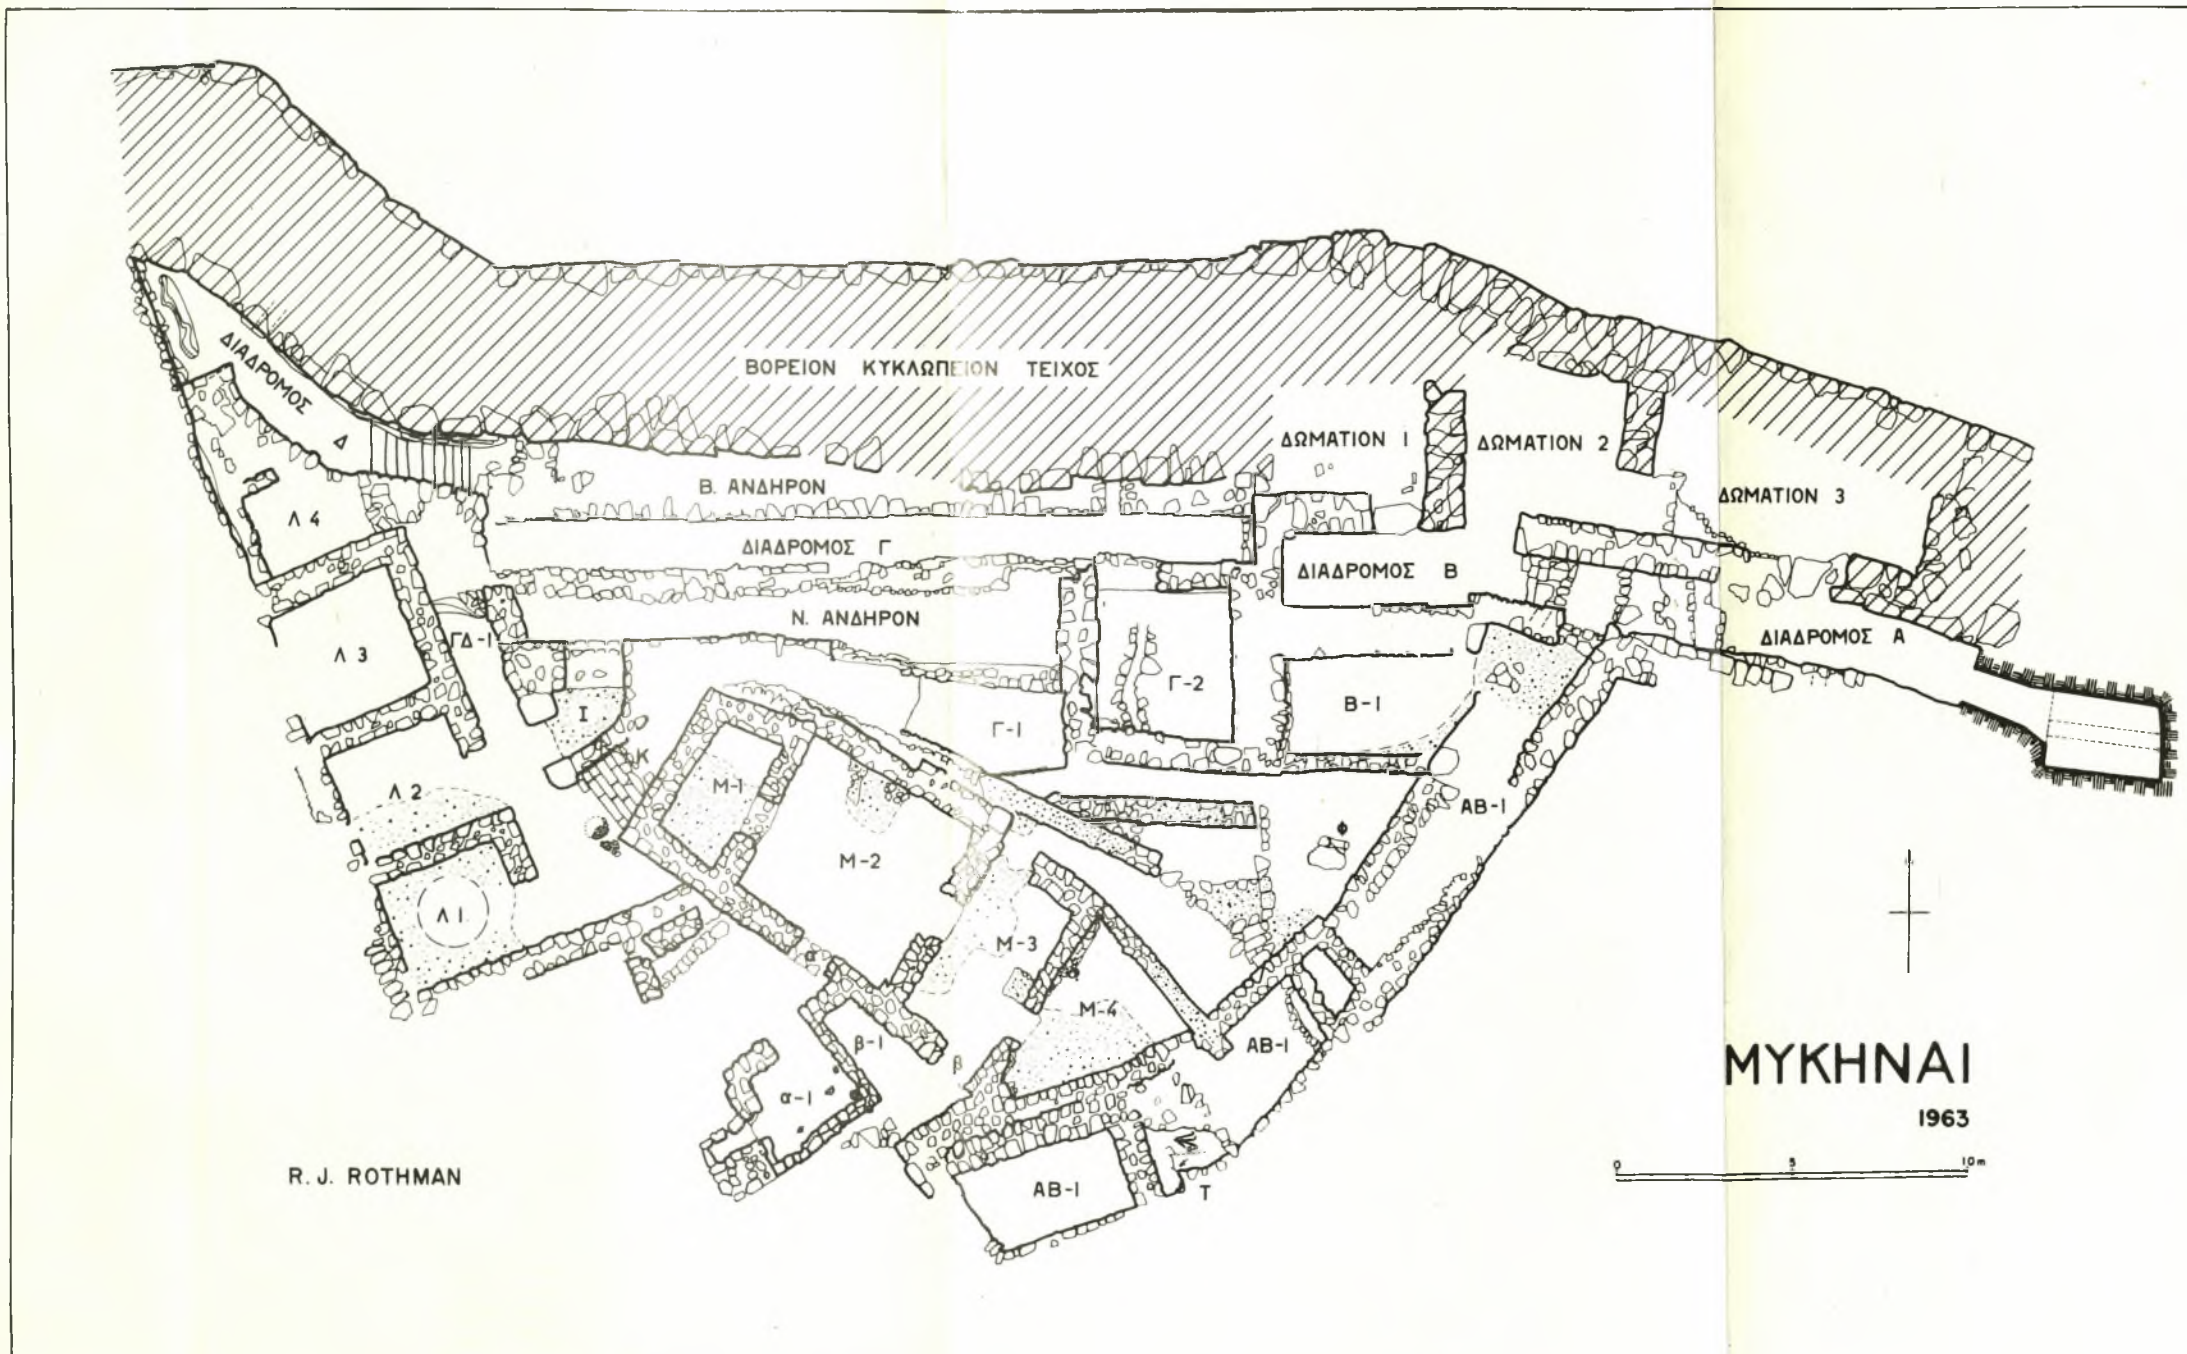 ΒΟΡΕΙΟΝ ΚΥΚΛΩΠΕΙΟΝ ΤΕΙΧΟΣ
ΔΙΑΔΡΟΜΟΣ Δ
ΔΩΜΑΤΙΟΝ 1
ΔΩΜΑΤΙΟΝ 2
ΔΩΜΑΤΙΟΝ 3
Β. ΑΝΔΗΡΟΝ
Λ 4
ΔΙΑΔΡΟΜΟΣ Γ
ΔΙΑΔΡΟΜΟΣ Β
Ν. ΑΝΔΗΡΟΝ
ΔΙΑΔΡΟΜΟΣ Α
Λ 3
ΓΔ-1
Γ-2
Β-1
Ι
Γ-1
Κ
Μ-1
Λ 2
ΑΒ-1
Φ
Μ-2
Λ 1
Μ-3
α
φ
Μ-4
β-1
ΑΒ-1
β
α-1
ΜΥΚΗΝΑΙ
1963
0 5 10m
R. J. ROTHMAN
ΑΒ-1
Τ